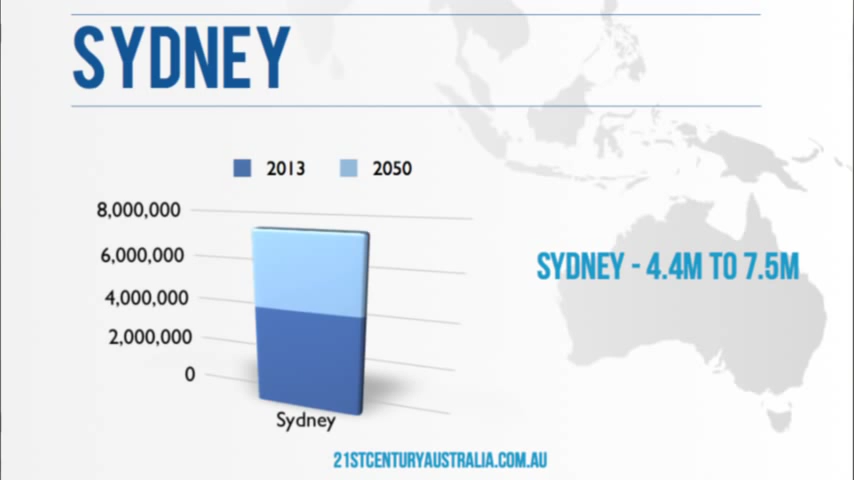 SYDNEY
2013 2050
8,000,000
6,000,000
4,000,000
2,000,000
0
Sydney
SYDNEY - 4.4M TO 7.5M
21STCENTURYAUSTRALIA.COM.AU